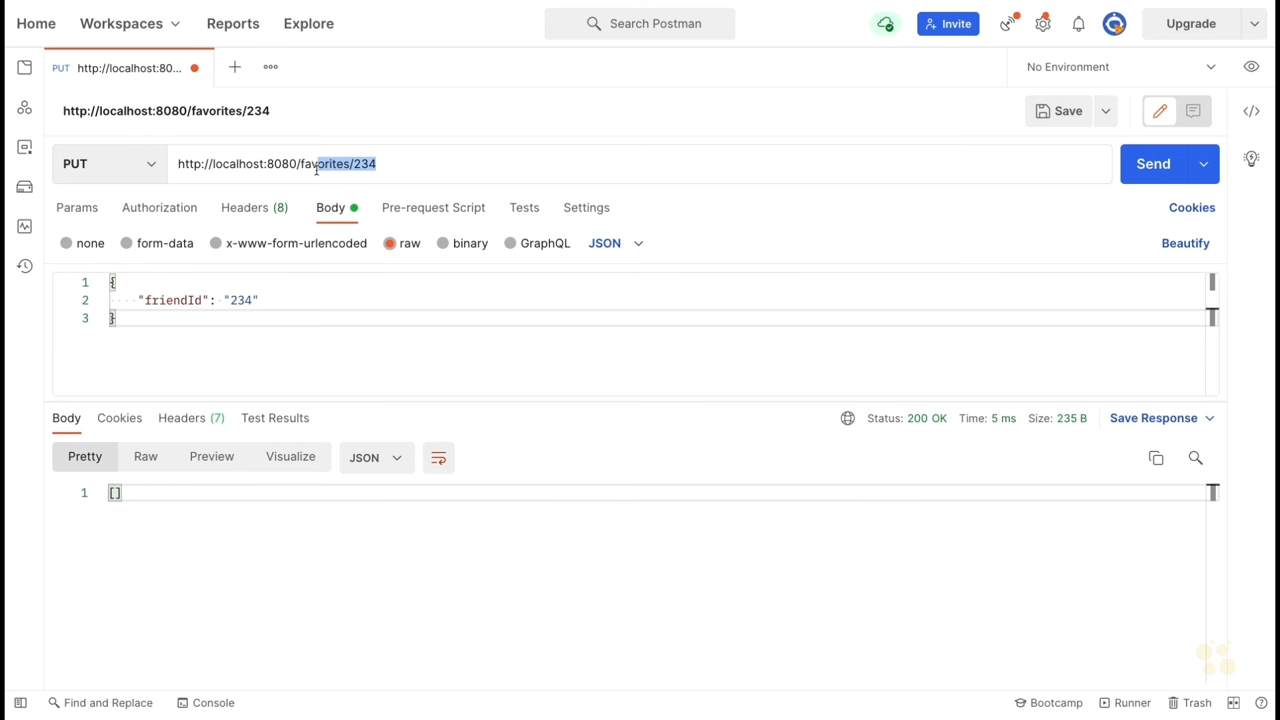 Home Workspaces Reports Explore Search Postman Invite Upgrade
PUT http://localhost:80... No Environment
http://localhost:8080/favorites/234 Save
PUT http://localhost:8080/favorites/234 Send
Params Authorization Headers (8) Body Pre-request Script Tests Settings Cookies
none form-data x-www-form-urlencoded raw binary GraphQL JSON Beautify
1 {
2 "friendId": "234"
3 }
Body Cookies Headers (7) Test Results Status: 200 OK Time: 5 ms Size: 235 B Save Response
Pretty Raw Preview Visualize JSON
1 []
Find and Replace Console Bootcamp Runner Trash